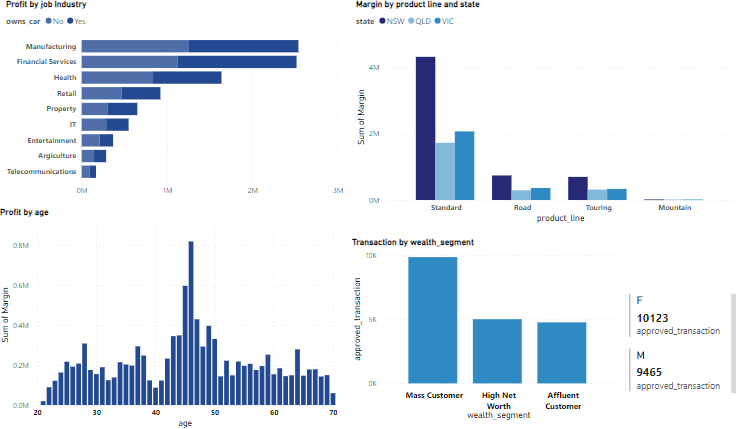 Profit by job Industry
owns_car No Yes
Manufacturing
Financial Services
Health
Retail
Property
IT
Entertainment
Argiculture
Telecommunications
0M 1M 2M 3M
Margin by product line and state
state NSW QLD VIC
Sum of Margin
4M
2M
0M
Standard Road Touring Mountain
product_line
Profit by age
Sum of Margin
0.8M
0.6M
0.4M
0.2M
0.0M
20 30 40 50 60 70
age
Transaction by wealth_segment
approved_transaction
10K
5K
0K
Mass Customer High Net Worth Affluent Customer
wealth_segment
F
10123
approved_transaction
M
9465
approved_transaction